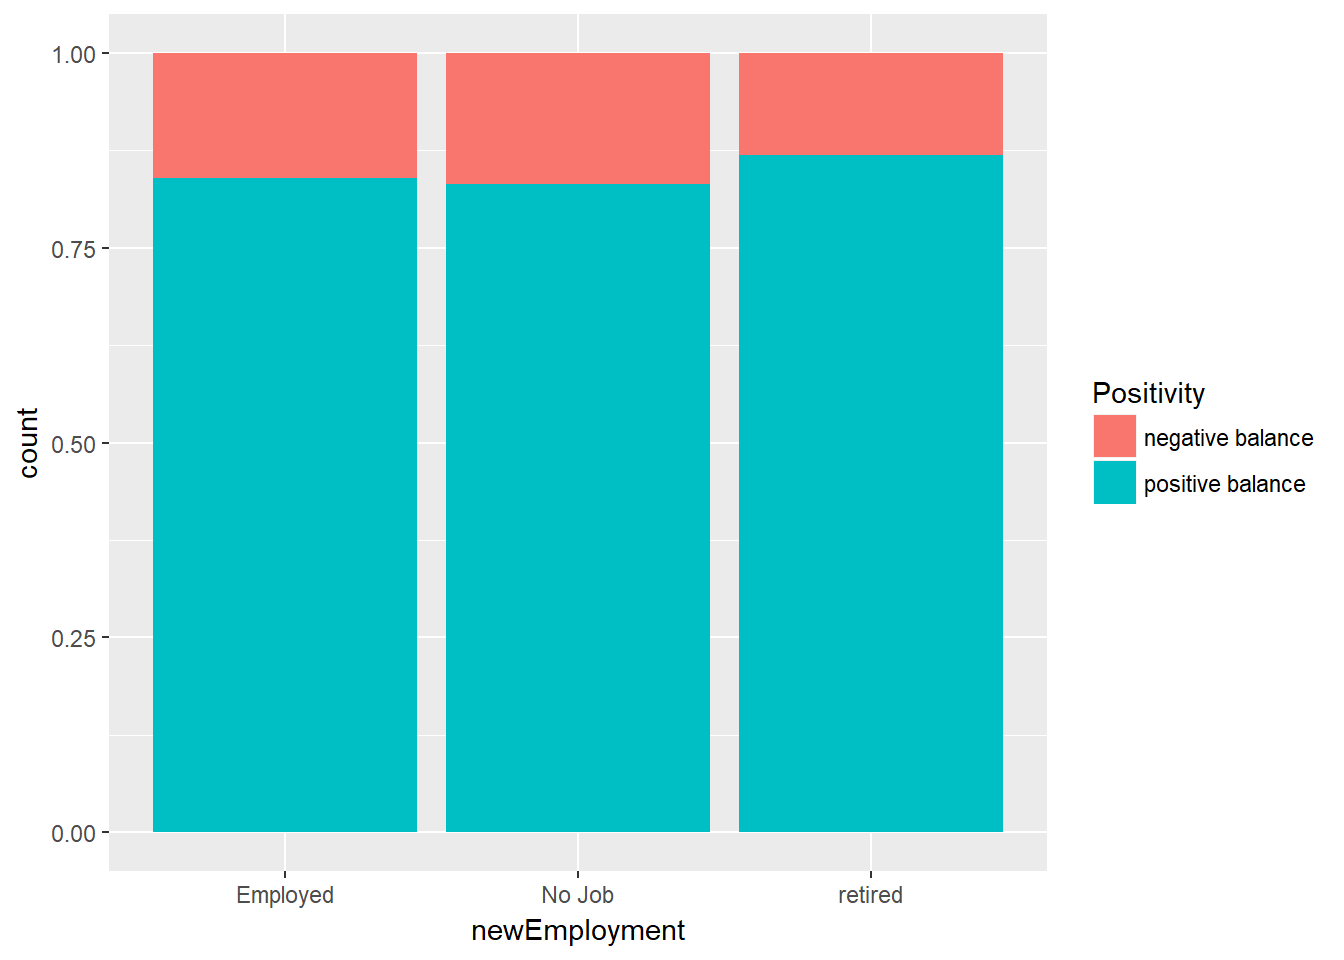 1.00
0.75
0.50
0.25
0.00
count
Employed
No Job
retired
newEmployment
Positivity
negative balance
positive balance